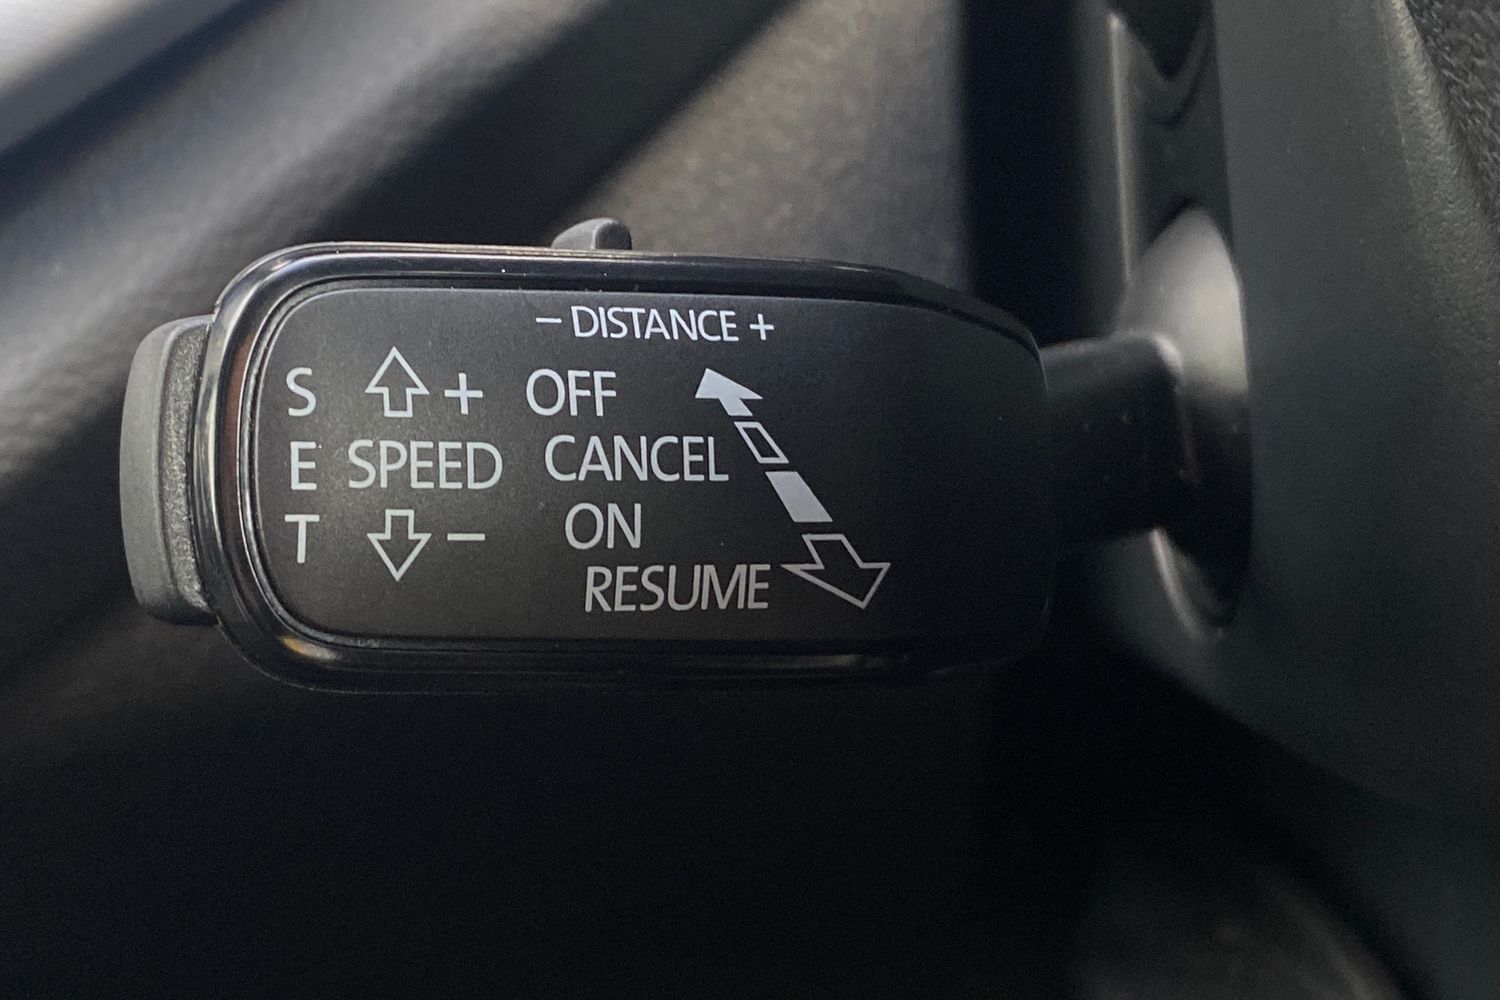 – DISTANCE +
S + OFF
E SPEED CANCEL
T – ON
RESUME